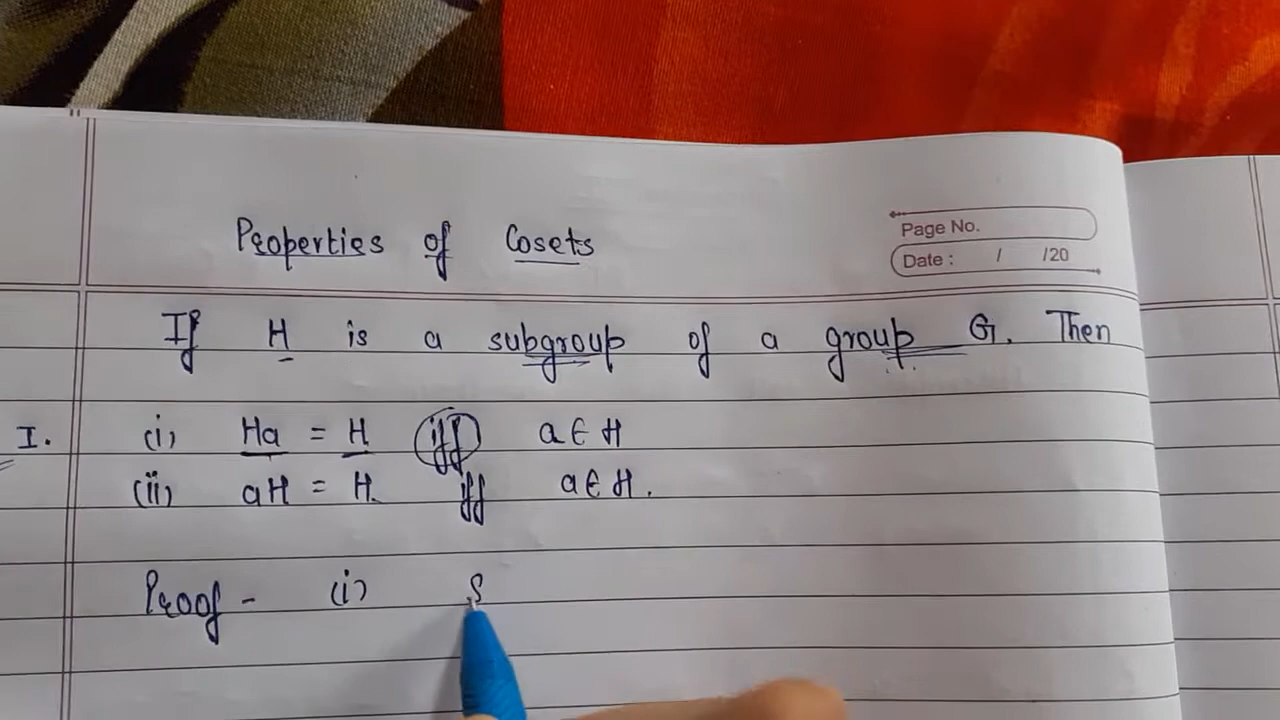 Properties of Cosets
Page No.
Date : / /20
If H is a subgroup of a group G. Then
I. (i) Ha = H iff a ∈ H
(ii) aH = H iff a ∈ H.
Proof - (i) S